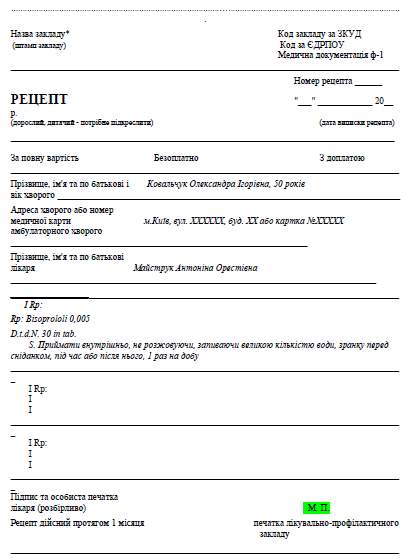 Назва закладу*
Код закладу за ЗКУД
(штамп закладу)
Код за ЄДРПОУ
Медична документація ф-1
Номер рецепта ______
РЕЦЕПТ
"___" ____________ 20__
р.
(дорослий, дитячий - потрібне підкреслити)
(дата виписки рецепта)
За повну вартість Безоплатно З доплатою
Прізвище, ім'я та по батькові і Ковальчук Олександра Ігорівна, 50 років
вік хворого
Адреса хворого або номер
медичної карти м.Київ, вул. XXXXXX, буд. XX або картка №XXXXX
амбулаторного хворого
Прізвище, ім'я та по батькові
лікаря Майструк Антоніна Орестівна
I Rp:
Rp: Bisoprololi 0,005
D.t.d.N. 30 in tab.
S. Приймати внутрішньо, не розжовуючи, запиваючи великою кількістю води, зранку перед
сніданком, під час або після нього, 1 раз на добу
I Rp:
I
I
I Rp:
I
I
Підпис та особиста печатка
лікаря (розбірливо) М. П.
Рецепт дійсний протягом 1 місяця печатка лікувально-профілактичного
закладу